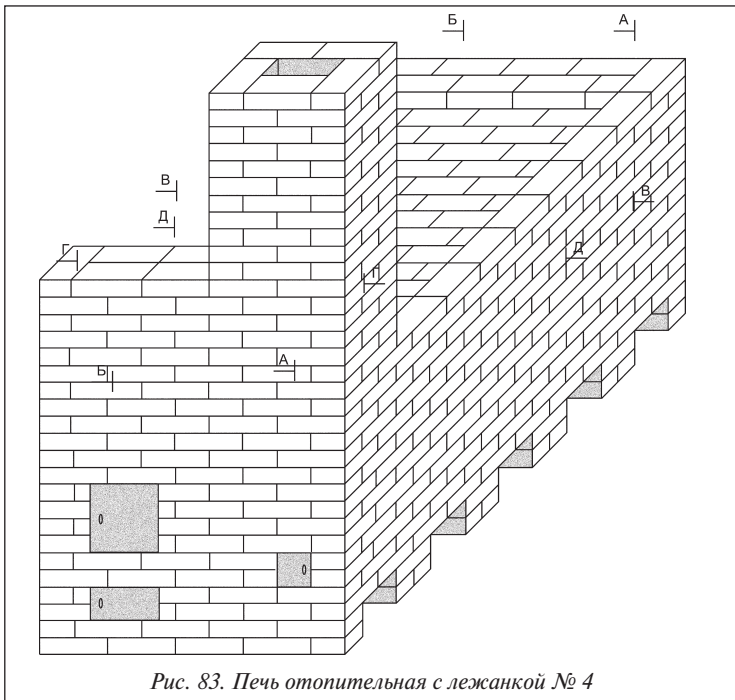 Б А
В
В
Д
Д
Г
Г
А
Б
Рис. 83. Печь отопительная с лежанкой № 4